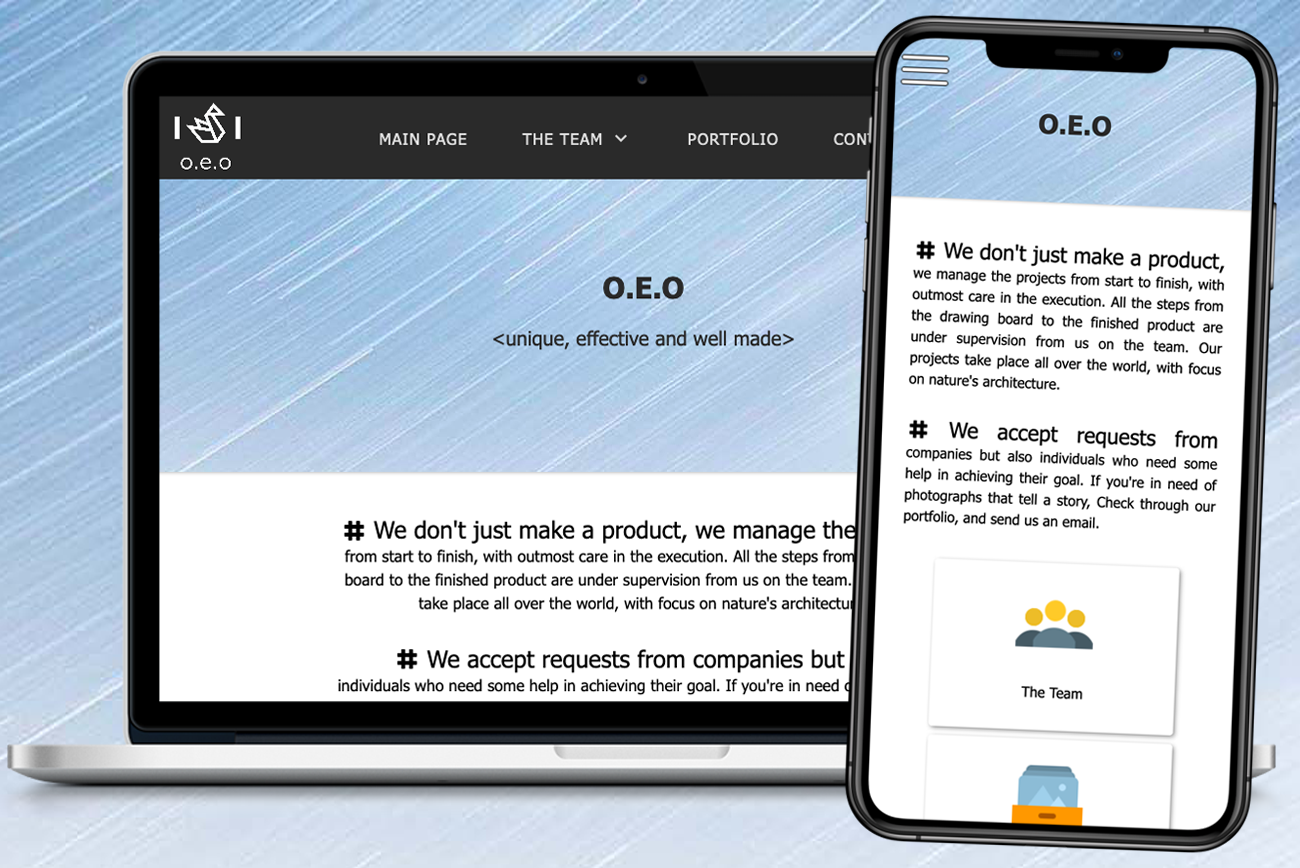 o.e.o
MAIN PAGE
THE TEAM
PORTFOLIO
O.E.O
<unique, effective and well made>
# We don't just make a product, we manage the
from start to finish, with outmost care in the execution. All the steps from
board to the finished product are under supervision from us on the team.
take place all over the world, with focus on nature's
# We accept requests from companies but
individuals who need some help in achieving their goal. If you're in need
O.E.O
# We don't just make a product,
we manage the projects from start to finish, with
outmost care in the execution. All the steps from
the drawing board to the finished product are
under supervision from us on the team. Our
projects take place all over the world, with focus
on nature's architecture.
# We accept requests from
companies but also individuals who need some
help in achieving their goal. If you're in need of
photographs that tell a story, Check through our
portfolio, and send us an email.
The Team